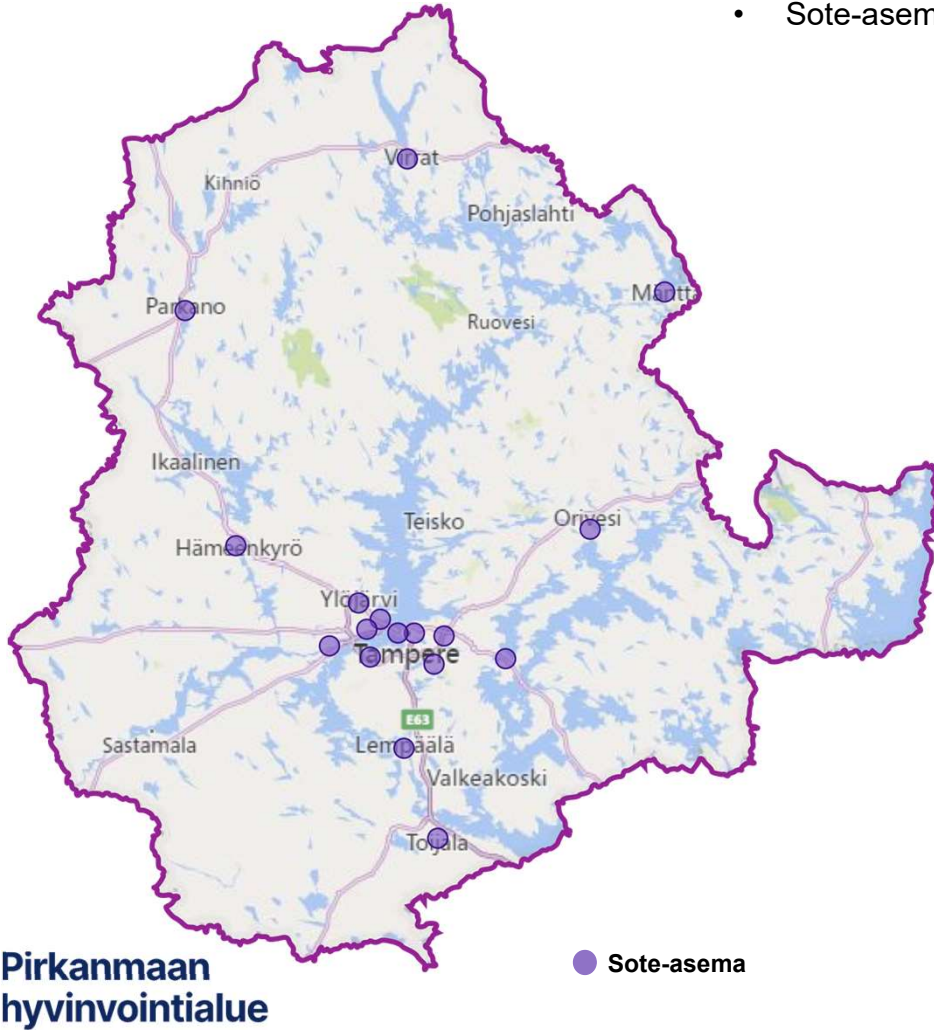 • Sote-asem
Virrat
Kihniö
Pohjaslahti
Mäntt
Parkano
Ruovesi
Ikaalinen
Teisko
Orivesi
Hämeenkyrö
Ylöjärvi
Tampere
E63
Sastamala
Lempäälä
Valkeakoski
Toijala
Pirkanmaan
hyvinvointialue
Sote-asema